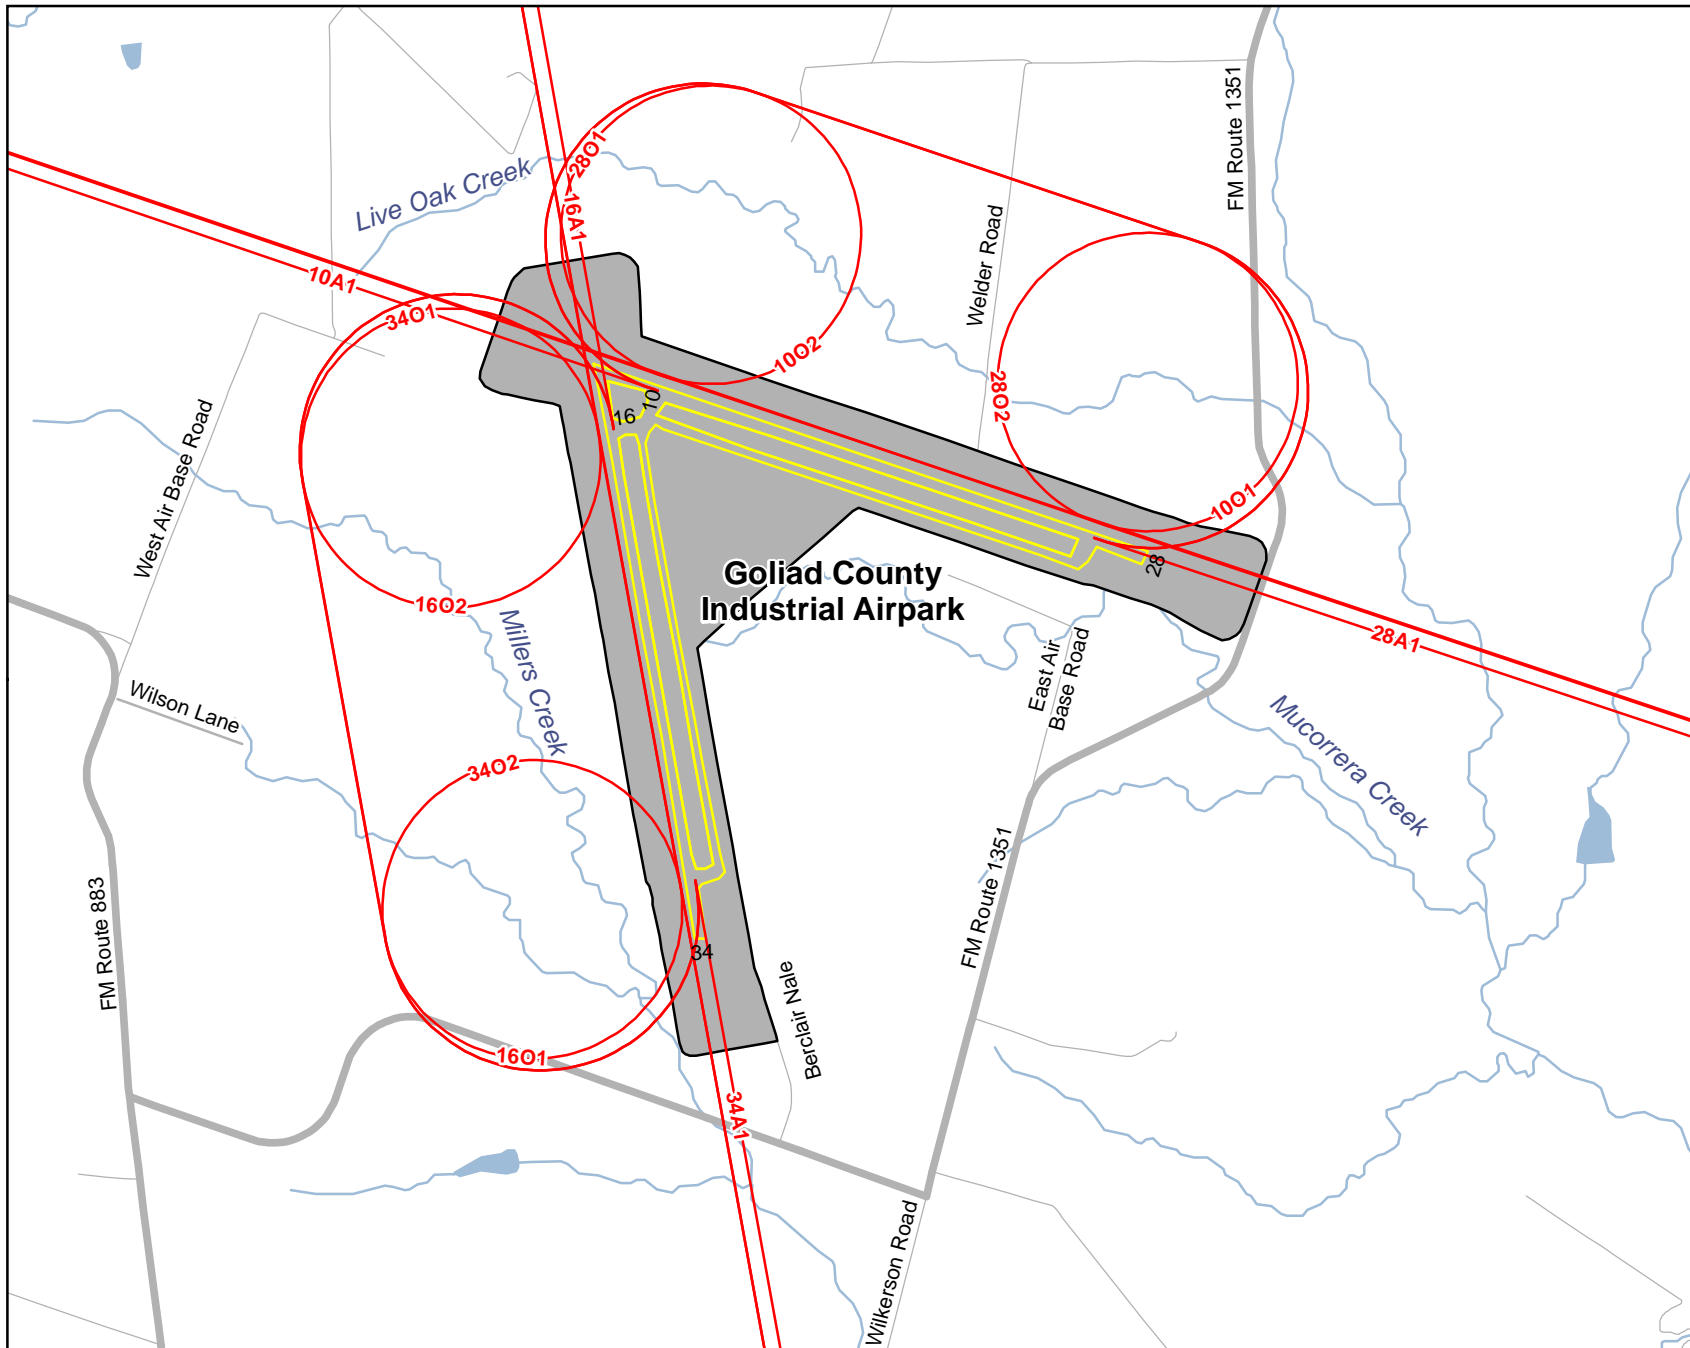 FM Route 1351
28O1
Live Oak Creek
16A1
Welder Road
10A1
34O1
10O2
28O2
10
16
West Air Base Road
10O1
28
Goliad County
Industrial Airpark
16O2
Millers Creek
28A1
East Air
Base Road
Wilson Lane
Mucorrera Creek
34O2
FM Route 1351
FM Route 883
34
Berclair Nale
16O1
34A1
Wilkerson Road